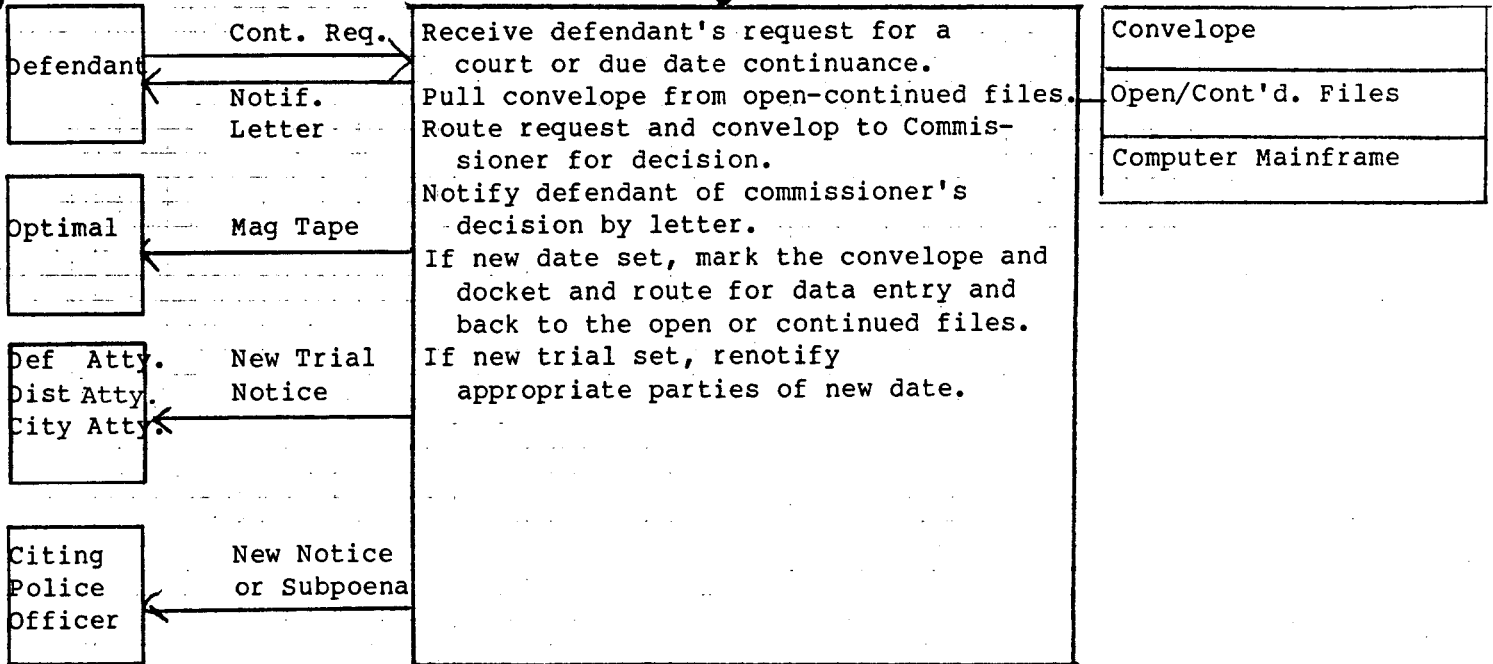 Defendant
Cont. Req.
Notif.
Letter
Optimal
Mag Tape
Def Atty.
Dist Atty.
City Atty.
New Trial
Notice
Citing
Police
Officer
New Notice
or Subpoena
Receive defendant's request for a
court or due date continuance.
Pull convelope from open-continued files.
Route request and convelop to Commis-
sioner for decision.
Notify defendant of commissioner's
decision by letter.
If new date set, mark the convelope and
docket and route for data entry and
back to the open or continued files.
If new trial set, renotify
appropriate parties of new date.
Convelope
Open/Cont'd. Files
Computer Mainframe